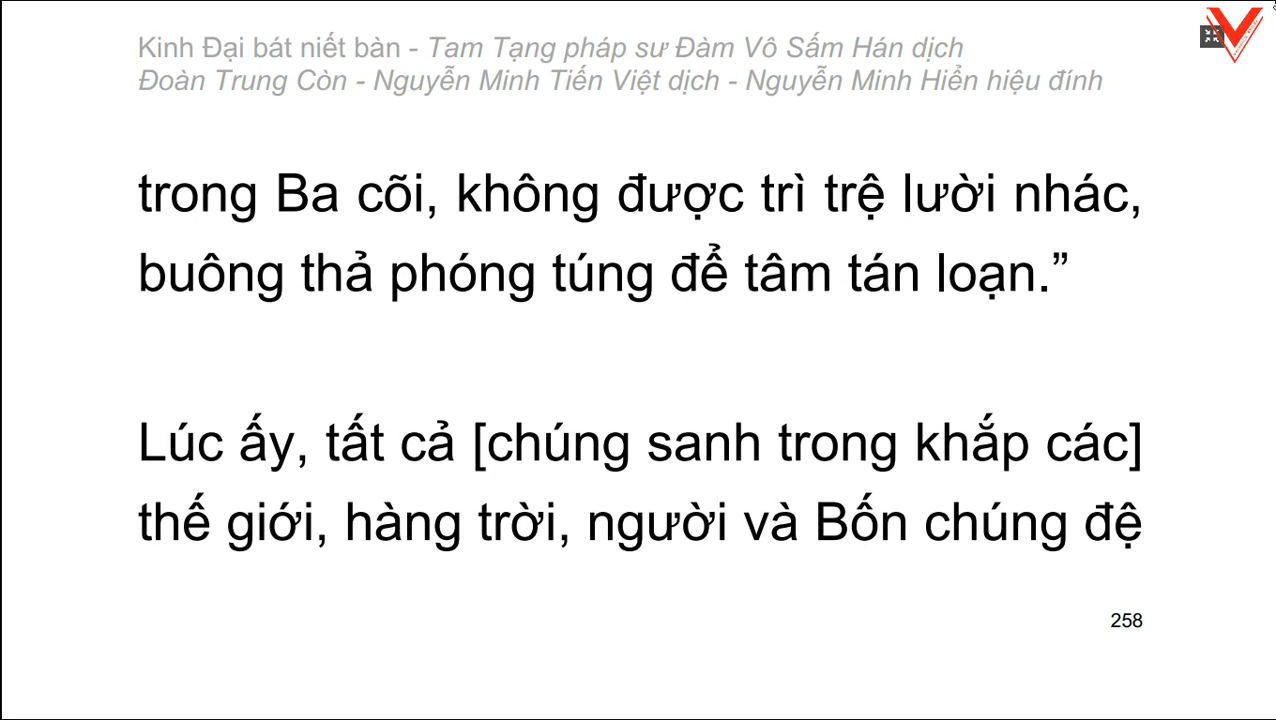 Kinh Đại bát niết bàn - Tam Tạng pháp sư Đàm Vô Sấm Hán dịch
Đoàn Trung Còn - Nguyễn Minh Tiến Việt dịch - Nguyễn Minh Hiển hiệu đính
trong Ba cõi, không được trì trệ lười nhác,
buông thả phóng túng để tâm tán loạn.”
Lúc ấy, tất cả [chúng sanh trong khắp các]
thế giới, hàng trời, người và Bốn chúng đệ
258